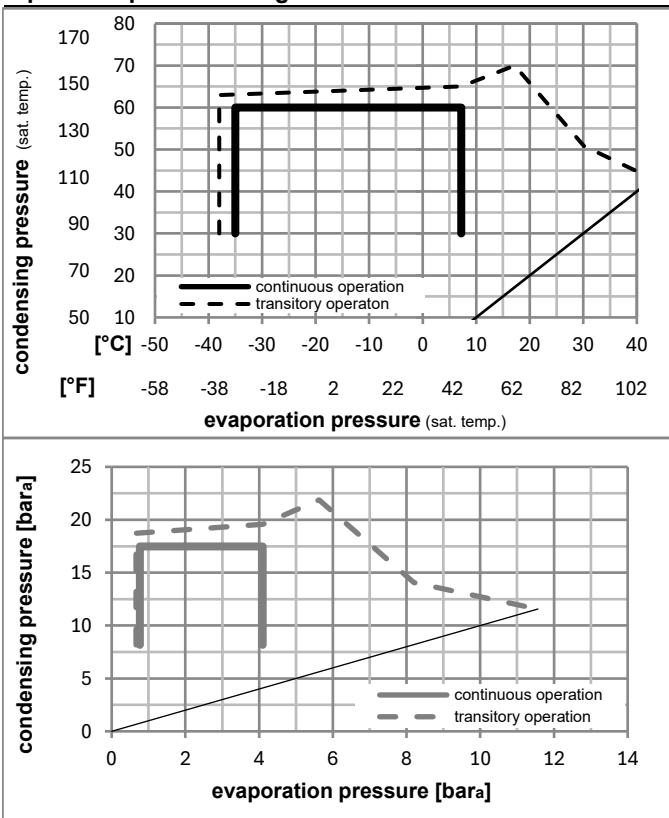 condensing pressure (sat. temp.)
170 80
70
150 60
130 50
110 40
90 30
70 20
50 10
continuous operation
transitory operaton
[°C] -50 -40 -30 -20 -10 0 10 20 30 40
[°F] -58 -38 -18 2 22 42 62 82 102
evaporation pressure (sat. temp.)
condensing pressure [bara]
25
20
15
10
5
0
continuous operation
transitory operation
0 2 4 6 8 10 12 14
evaporation pressure [bara]